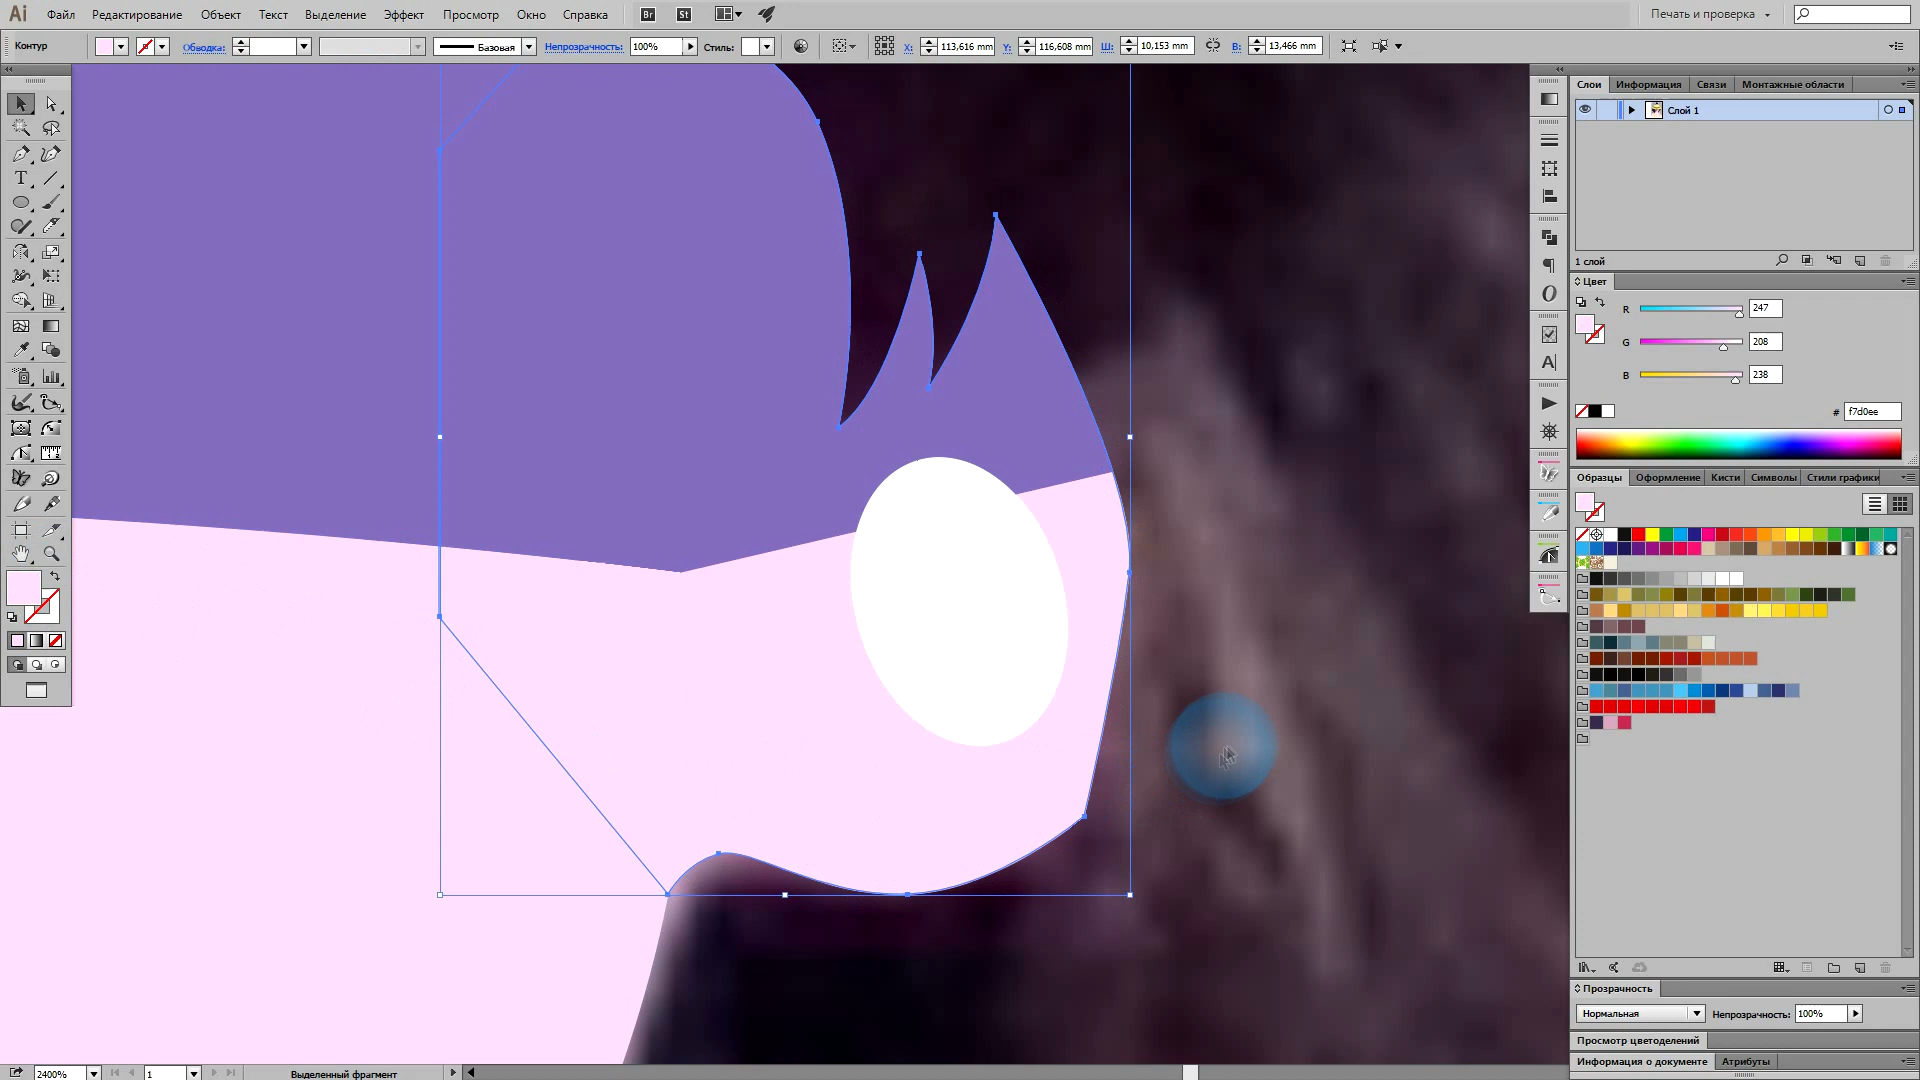 Ai Файл Редактирование Объект Текст Выделение Эффект Просмотр Окно Справка Br St Печать и проверка
Контур Обводка: Базовая Непрозрачность: 100% Стиль: X: 113,616 mm Y: 116,608 mm Ш: 10,153 mm В: 13,466 mm
Слои Информация Связи Монтажные области
Слой 1
1 слой
Цвет
R 247
G 208
B 238
# f7d0ee
Образцы Оформление Кисти Символы Стили графики
Прозрачность
Нормальная Непрозрачность: 100%
Просмотр цветоделений
Информация о документе Атрибуты
2400% 1 Выделенный фрагмент